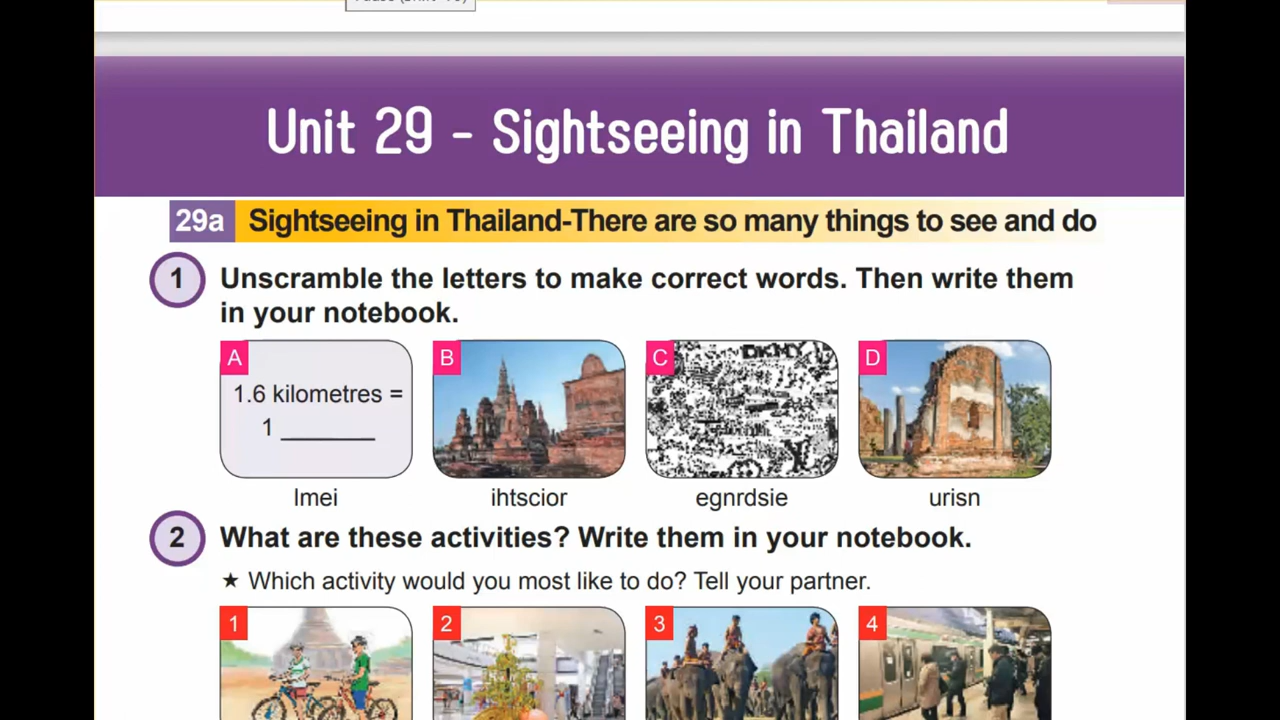 Unit 29 - Sightseeing in Thailand
29a Sightseeing in Thailand-There are so many things to see and do
1 Unscramble the letters to make correct words. Then write them
in your notebook.
A B C D
1.6 kilometres =
1 ________
DKNY
lmei ihtscior egnrdsie urisn
2 What are these activities? Write them in your notebook.
★ Which activity would you most like to do? Tell your partner.
1 2 3 4